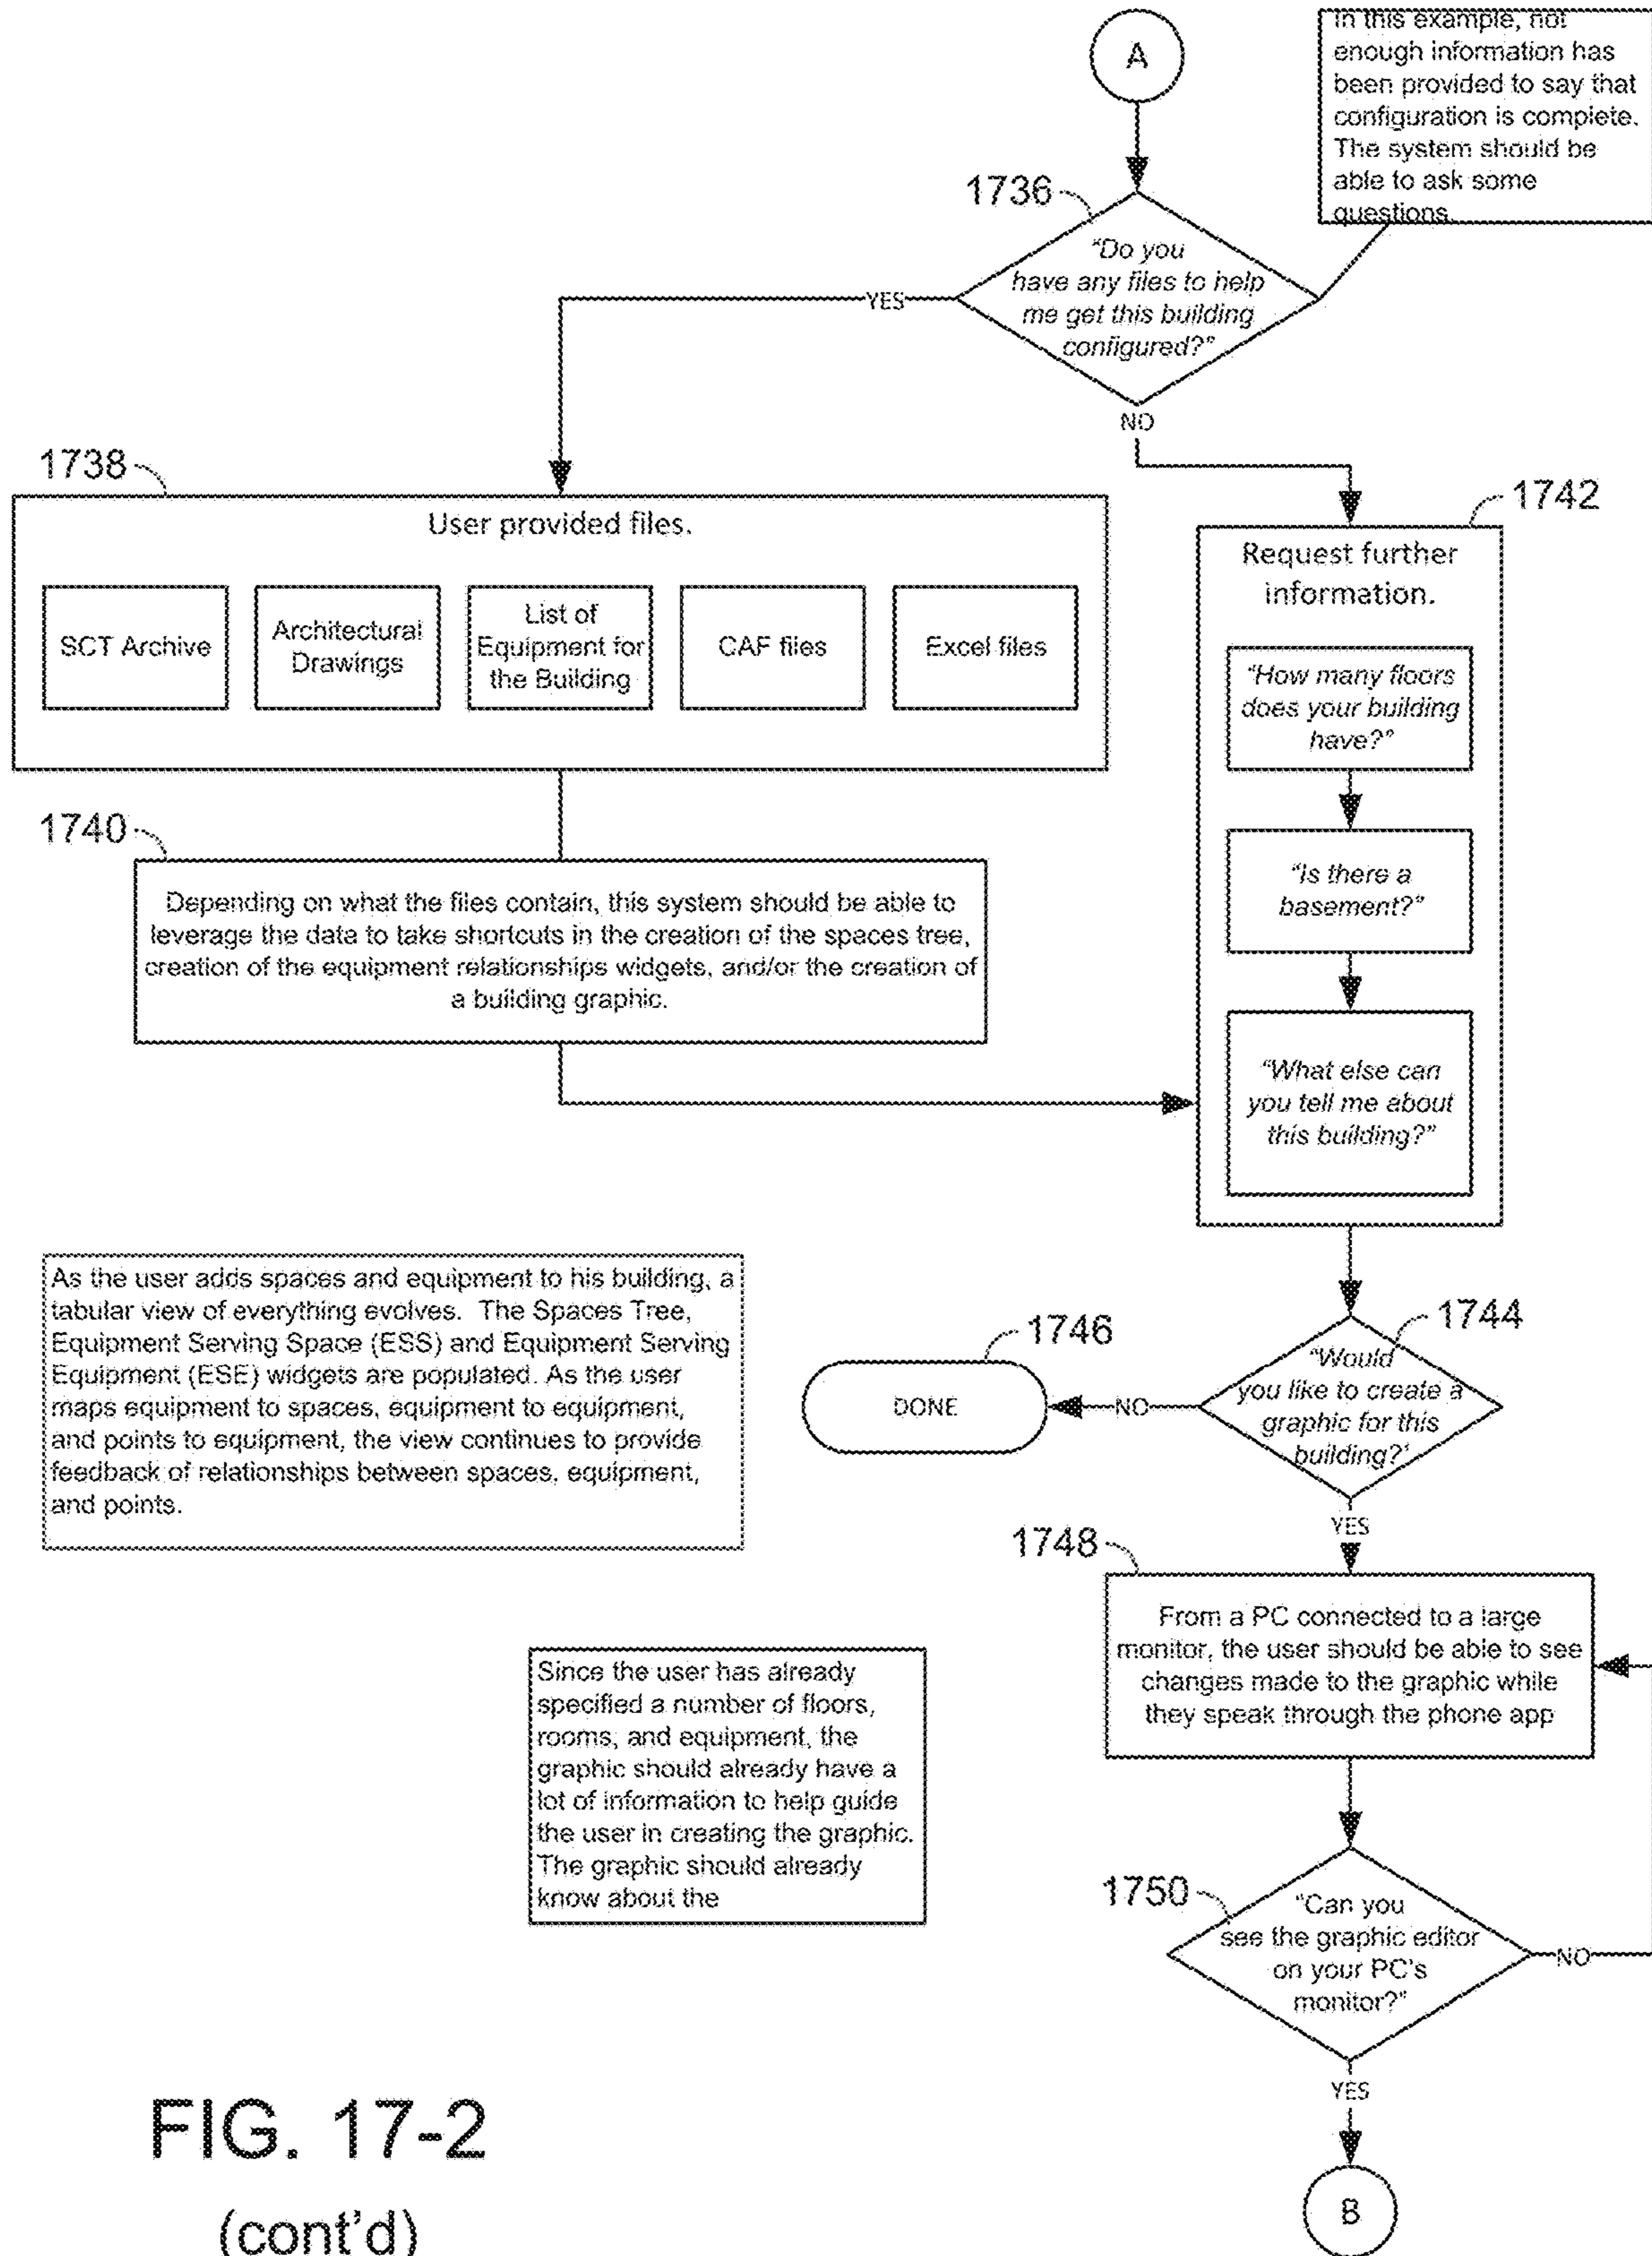 A
In this example, not
enough information has
been provided to say that
configuration is complete.
The system should be
able to ask some
questions.
1736
"Do you
have any files to help
me get this building
configured?"
YES
NO
1738
User provided files.
SCT Archive
Architectural
Drawings
List of
Equipment for
the Building
CAF files
Excel files
1742
Request further
information.
"How many floors
does your building
have?"
"Is there a
basement?"
"What else can
you tell me about
this building?"
1740
Depending on what the files contain, this system should be able to
leverage the data to take shortcuts in the creation of the spaces tree,
creation of the equipment relationships widgets, and/or the creation of
a building graphic.
As the user adds spaces and equipment to his building, a
tabular view of everything evolves. The Spaces Tree,
Equipment Serving Space (ESS) and Equipment Serving
Equipment (ESE) widgets are populated. As the user
maps equipment to spaces, equipment to equipment,
and points to equipment, the view continues to provide
feedback of relationships between spaces, equipment,
and points.
1744
"Would
you like to create a
graphic for this
building?'
1746
DONE
NO
YES
1748
From a PC connected to a large
monitor, the user should be able to see
changes made to the graphic while
they speak through the phone app
Since the user has already
specified a number of floors,
rooms, and equipment, the
graphic should already have a
lot of information to help guide
the user in creating the graphic.
The graphic should already
know about the
1750
"Can you
see the graphic editor
on your PC's
monitor?"
NO
YES
B
FIG. 17-2
(cont'd)